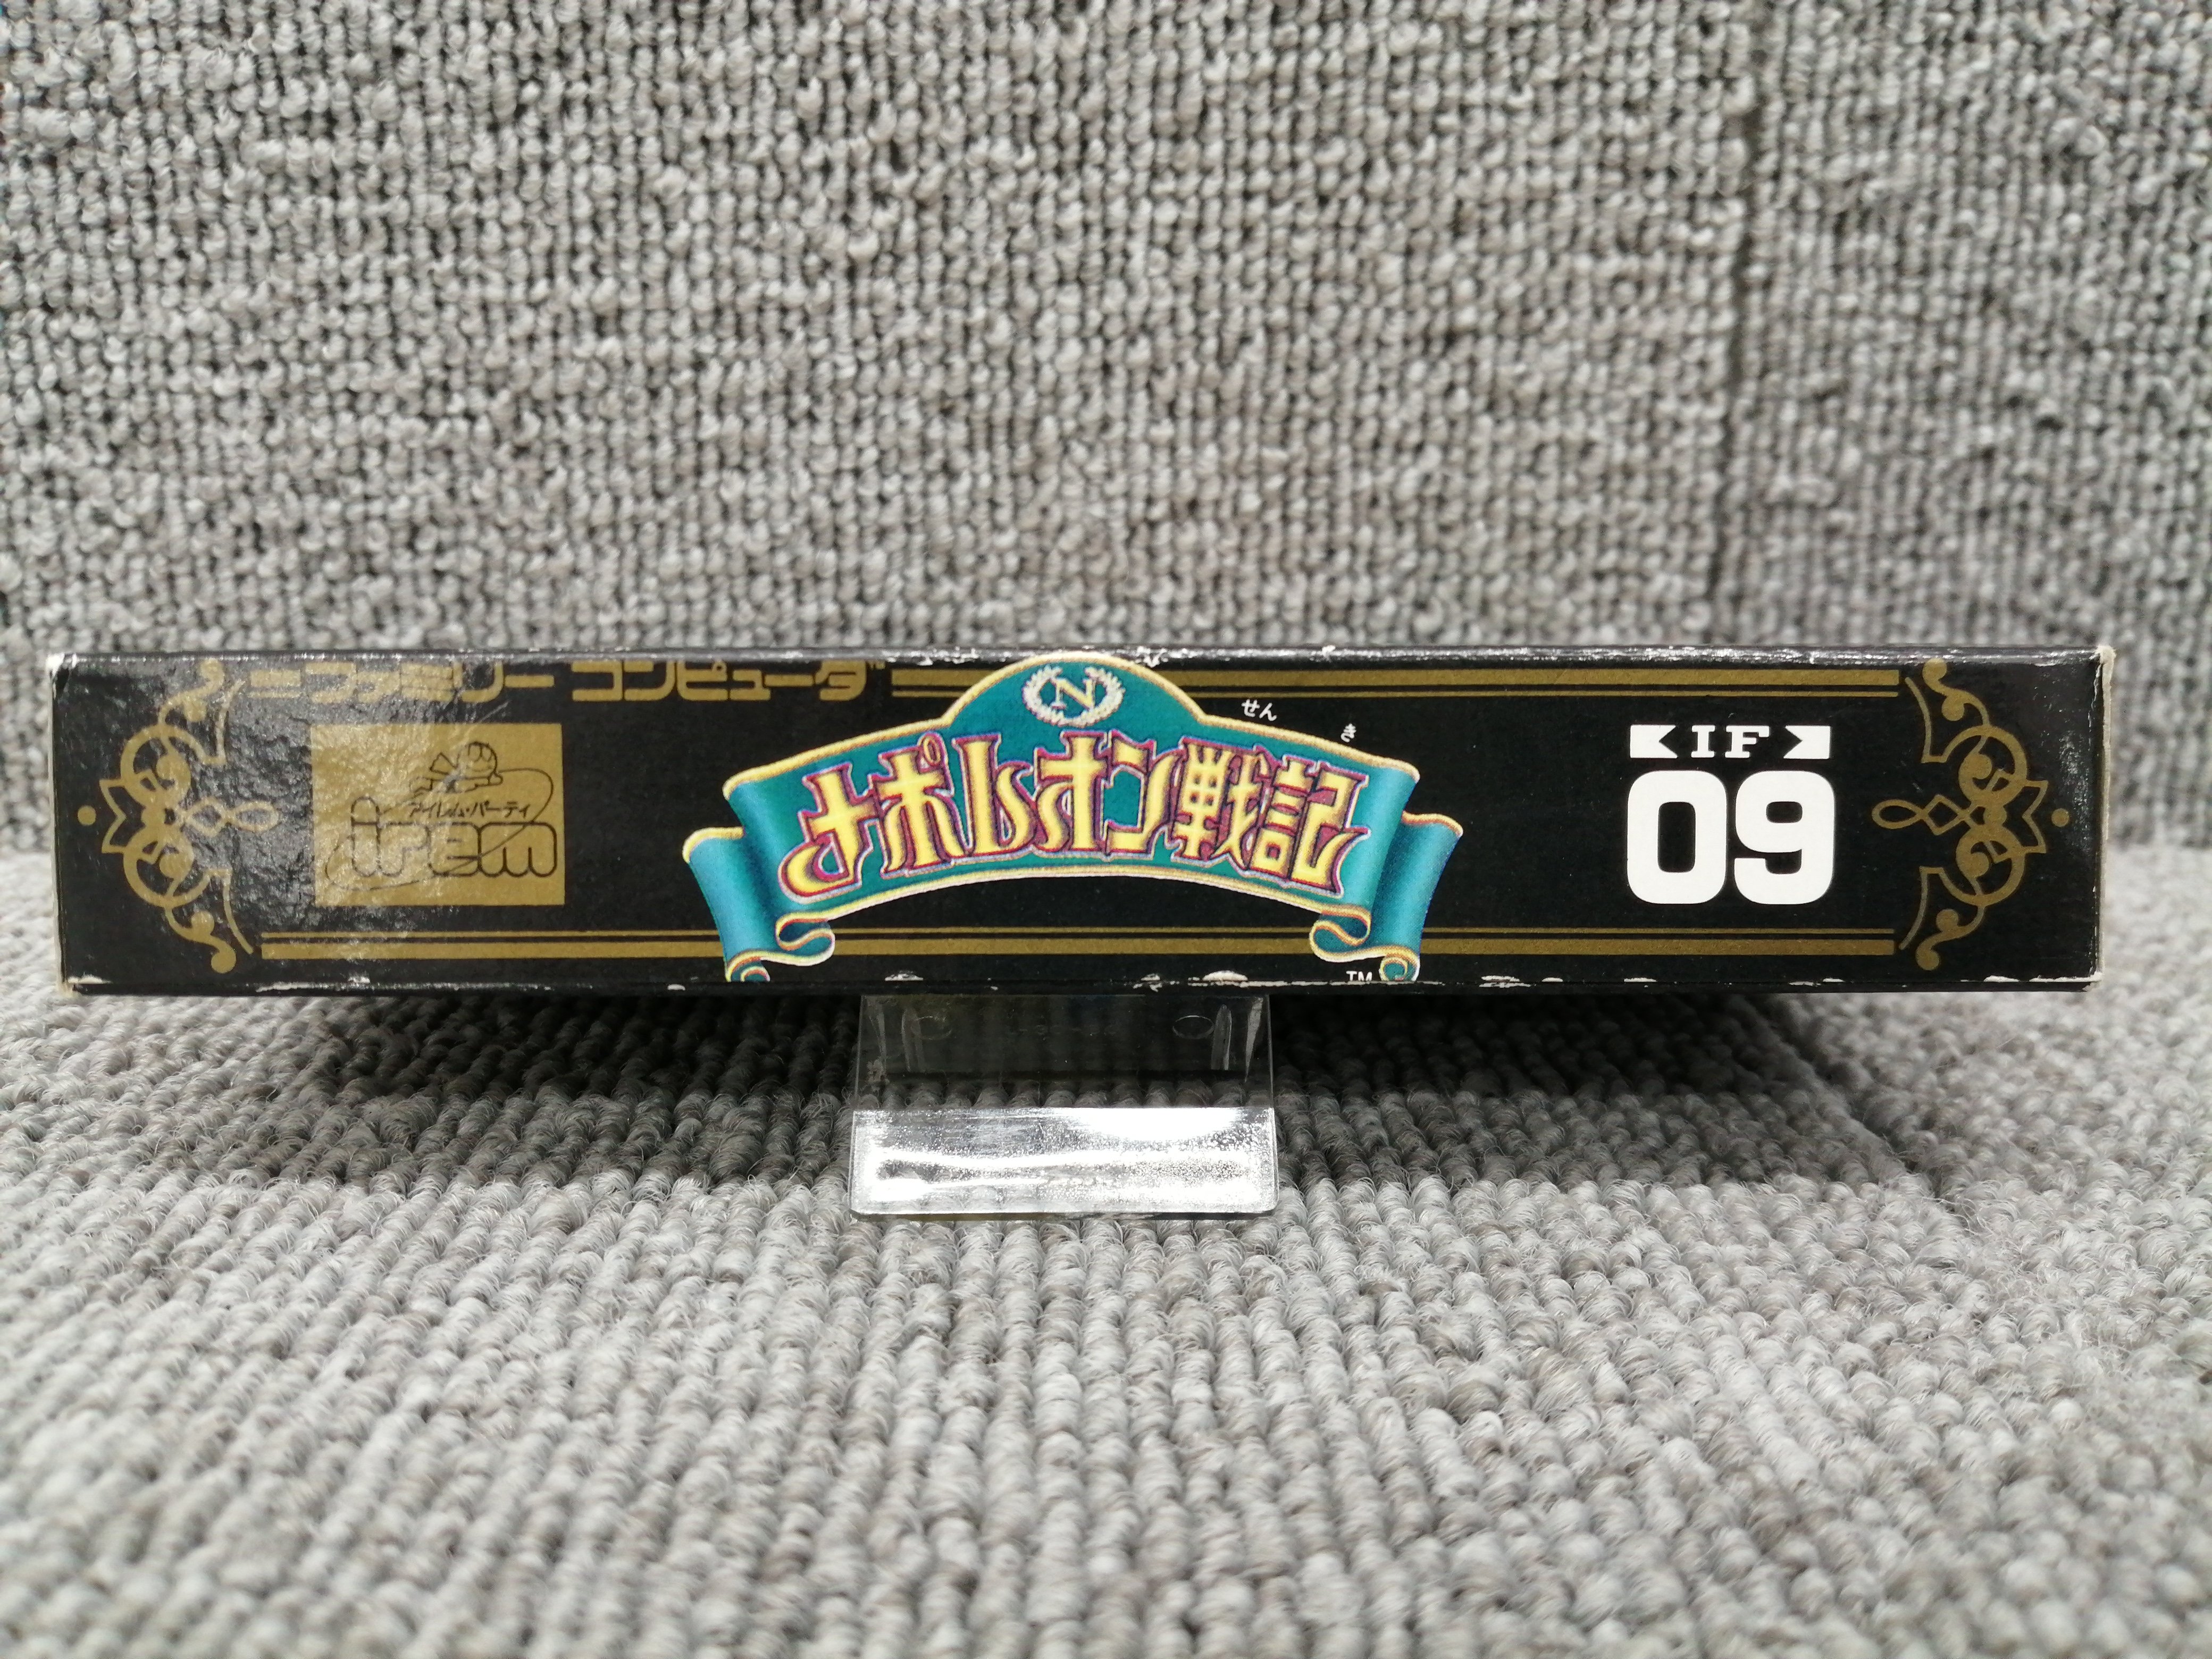 ファミリー コンピュータ
アイレム・パーティ
irem
N
せん き
ナポレオン戦記
TM
IF
09